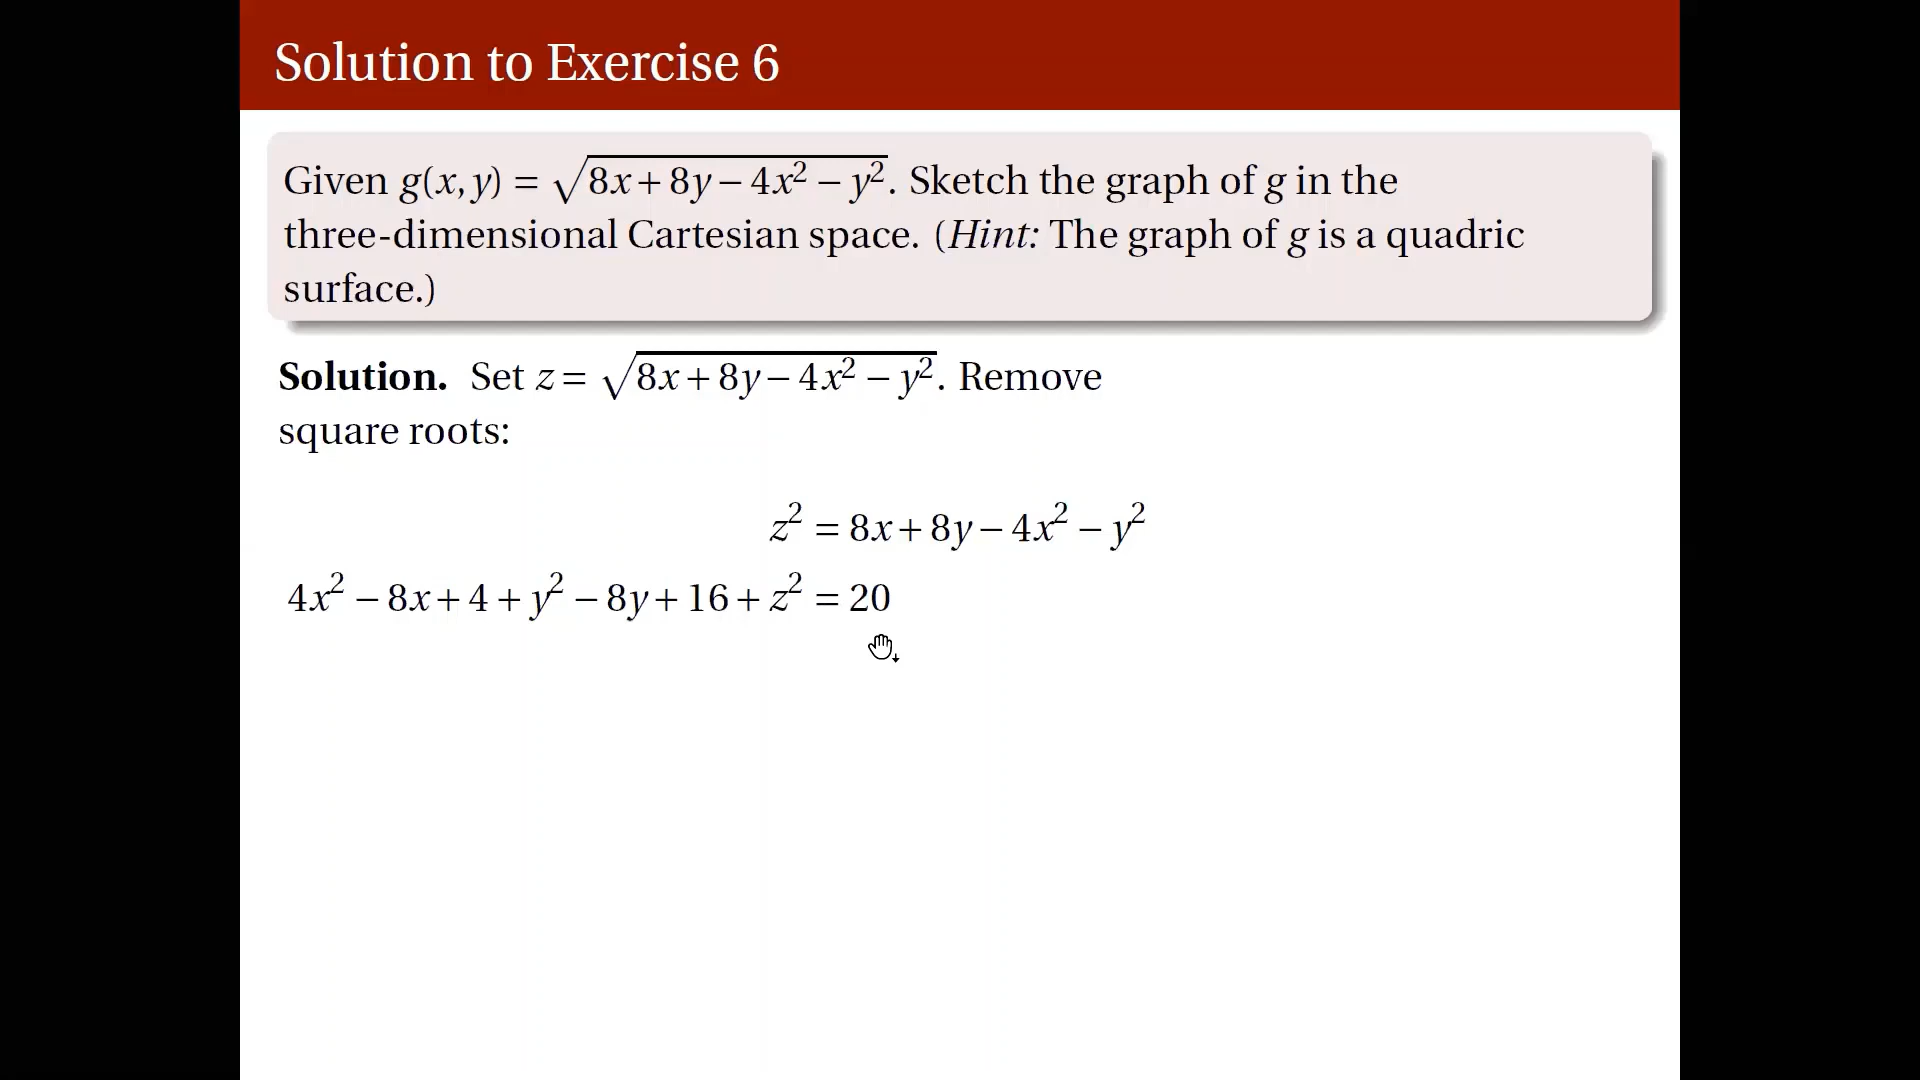 Solution to Exercise 6
Given g(x, y) = √(8x + 8y − 4x² − y²). Sketch the graph of g in the
three-dimensional Cartesian space. (Hint: The graph of g is a quadric
surface.)
Solution. Set z = √(8x + 8y − 4x² − y²). Remove
square roots:
z² = 8x + 8y − 4x² − y²
4x² − 8x + 4 + y² − 8y + 16 + z² = 20